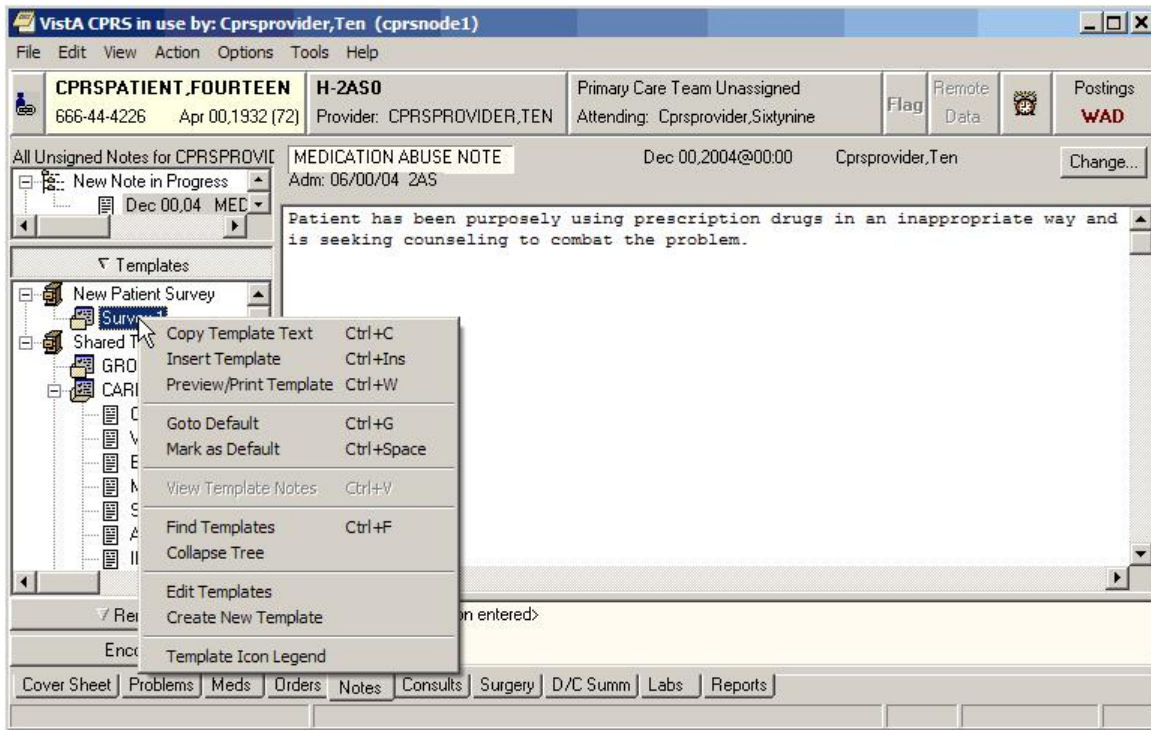 VistA CPRS in use by: Cprsprovider,Ten (cprsnode1)
File Edit View Action Options Tools Help
CPRSPATIENT,FOURTEEN H-2AS0 Primary Care Team Unassigned Flag Remote Data Postings
666-44-4226 Apr 00,1932 (72) Provider: CPRSPROVIDER,TEN Attending: Cprsprovider,Sixtynine WAD
All Unsigned Notes for CPRSPROVIE MEDICATION ABUSE NOTE Dec 00,2004@00:00 Cprsprovider,Ten Change...
New Note in Progress Adm: 06/00/04 2AS
Dec 00,04 MED
Patient has been purposely using prescription drugs in an inappropriate way and
is seeking counseling to combat the problem.
Templates
New Patient Survey
Survey 1
Shared T
GRO
CARI
Copy Template Text Ctrl+C
Insert Template Ctrl+Ins
Preview/Print Template Ctrl+W
Goto Default Ctrl+G
Mark as Default Ctrl+Space
View Template Notes Ctrl+V
Find Templates Ctrl+F
Collapse Tree
Edit Templates
Create New Template
Template Icon Legend
Rei
n entered>
Enco
Cover Sheet Problems Meds Orders Notes Consults Surgery D/C Summ Labs Reports